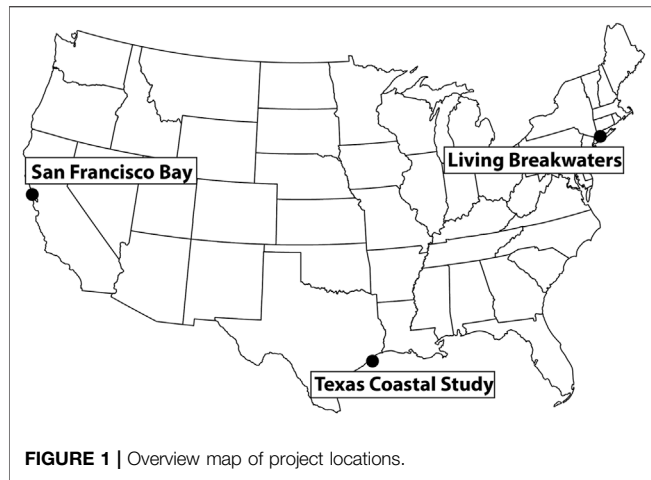 San Francisco Bay
Living Breakwaters
Texas Coastal Study
FIGURE 1 | Overview map of project locations.